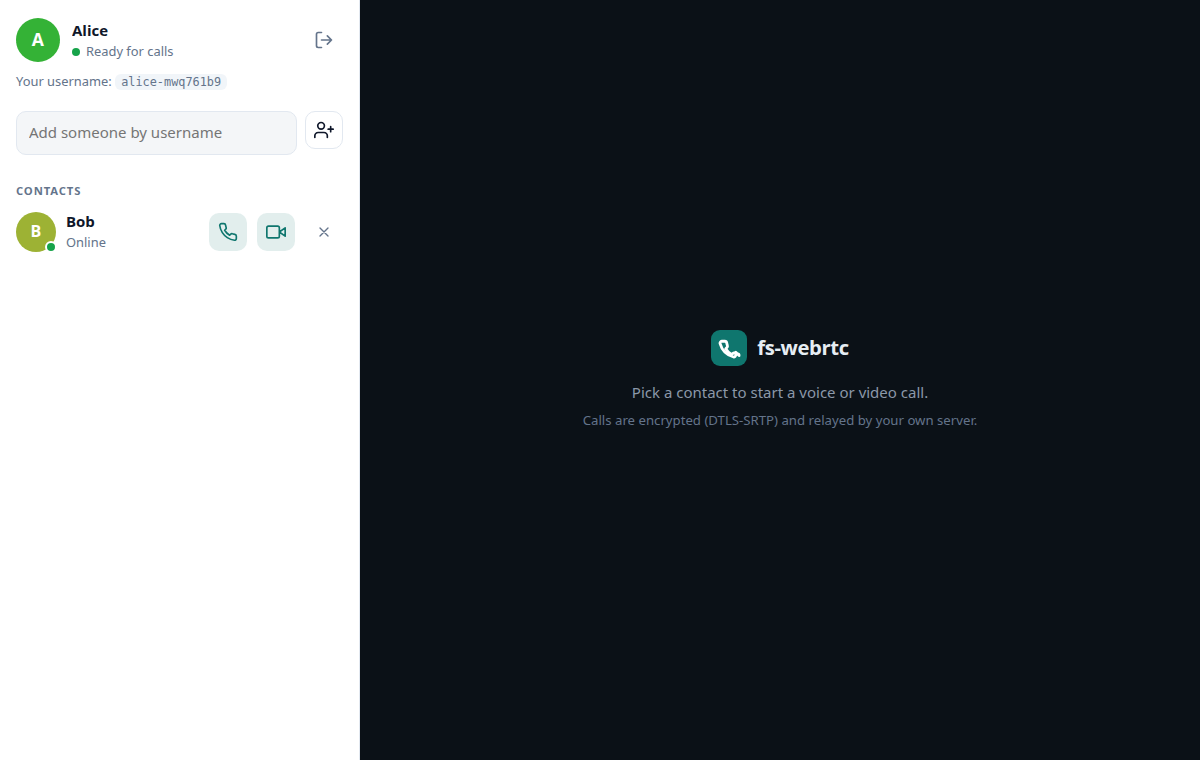 A
Alice
Ready for calls
Your username: alice-mwq761b9
Add someone by username
CONTACTS
B
Bob
Online
fs-webrtc
Pick a contact to start a voice or video call.
Calls are encrypted (DTLS-SRTP) and relayed by your own server.